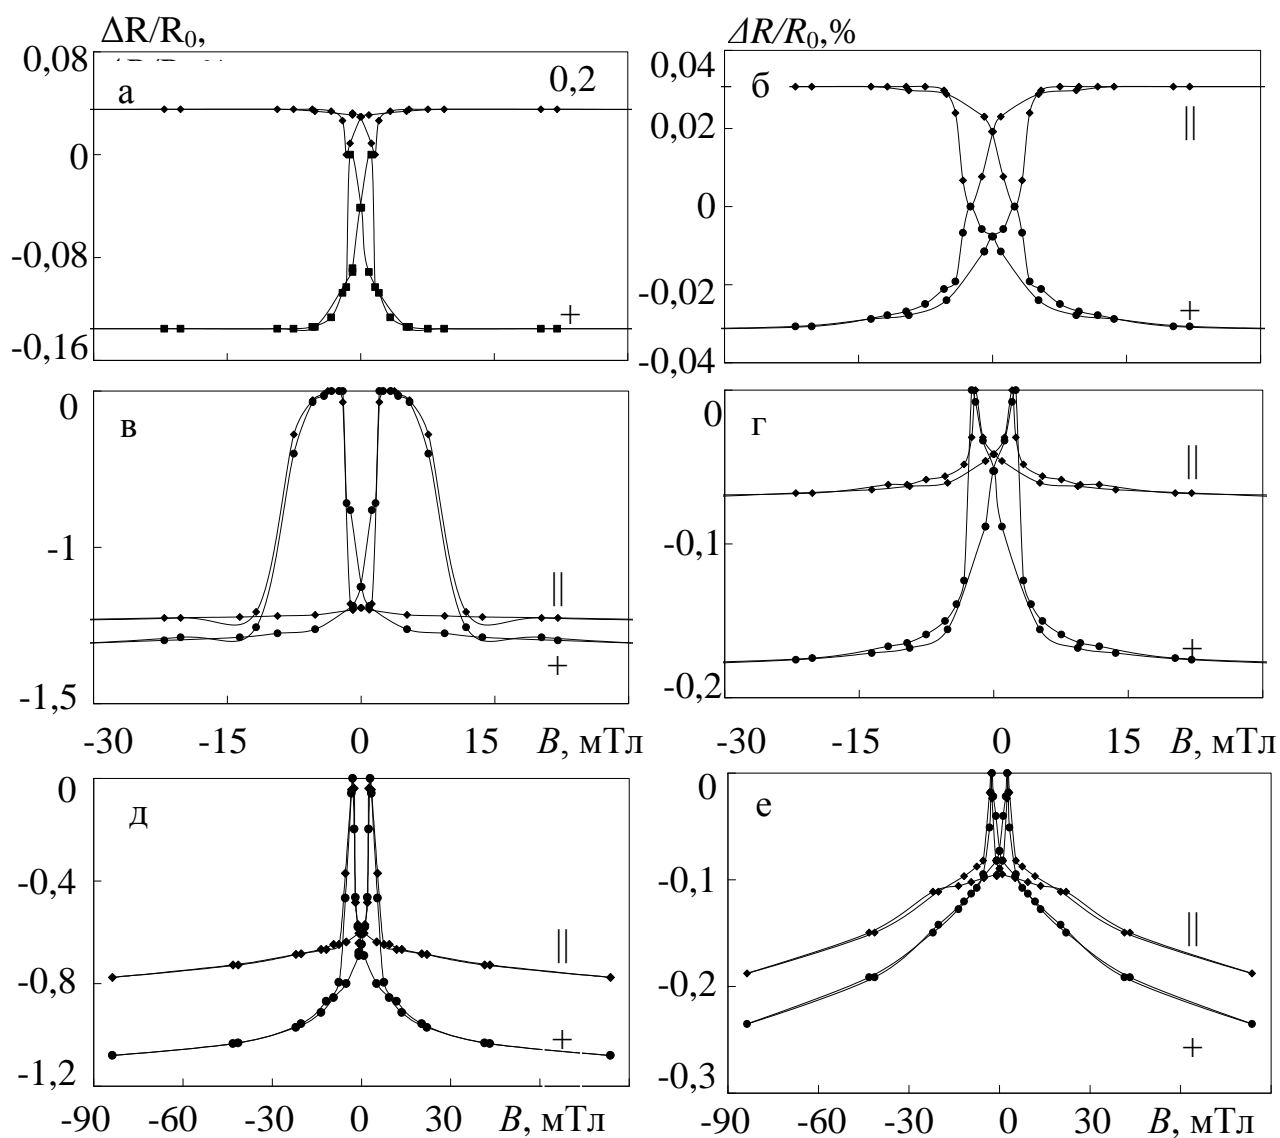 ΔR/R₀,
ΔR/R₀,%
0,08
0
-0,08
-0,16
а
0,2
+
0,04
0,02
0
-0,02
-0,04
б
||
+
0
-1
-1,5
в
||
+
-30 -15 0 15 B, мТл
0
-0,1
-0,2
г
||
+
-30 -15 0 15 B, мТл
0
-0,4
-0,8
-1,2
д
||
+
-90 -60 -30 0 30 B, мТл
0
-0,1
-0,2
-0,3
е
||
+
-90 -60 -30 0 30 B, мТл